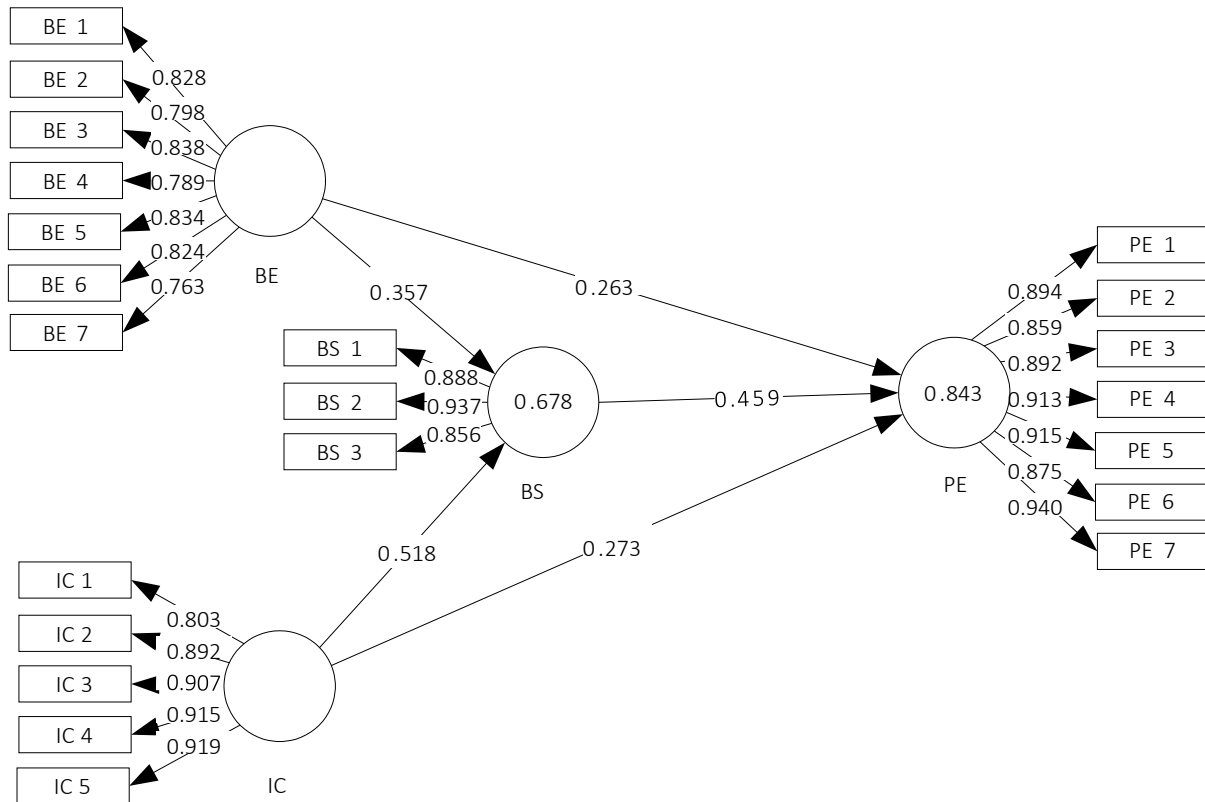 BE 1
BE 2
BE 3
BE 4
BE 5
BE 6
BE 7
0.828
0.798
0.838
0.789
0.834
0.824
0.763
BE
0.357
0.263
BS 1
BS 2
BS 3
0.888
0.937
0.856
0.678
BS
0.459
0.518
0.273
IC 1
IC 2
IC 3
IC 4
IC 5
0.803
0.892
0.907
0.915
0.919
IC
0.843
PE
0.894
0.859
0.892
0.913
0.915
0.875
0.940
PE 1
PE 2
PE 3
PE 4
PE 5
PE 6
PE 7